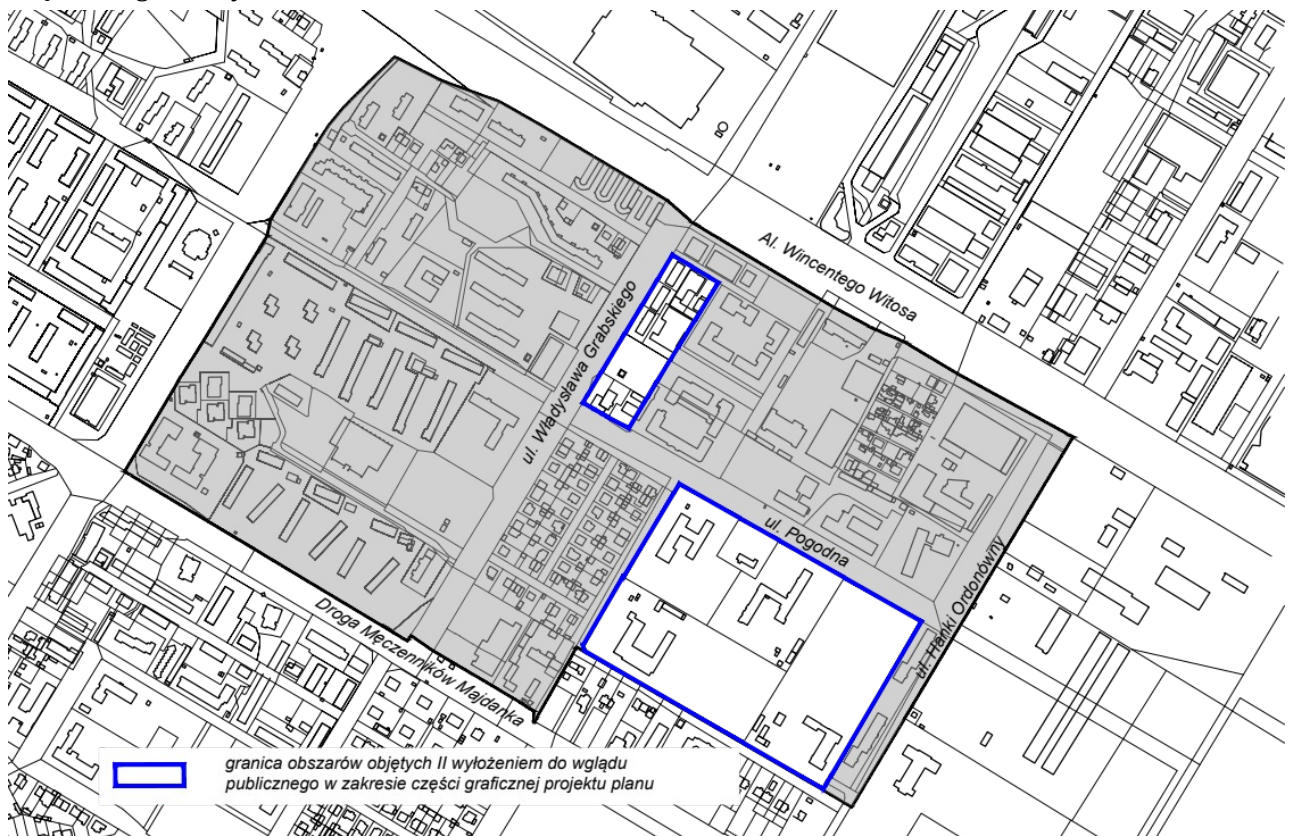 Al. Wincentego Witosa
ul. Władysława Grabskiego
ul. Pogodna
ul. Hanki Ordonówny
Droga Męczenników Majdanka
granica obszarów objętych II wyłożeniem do wglądu
publicznego w zakresie części graficznej projektu planu